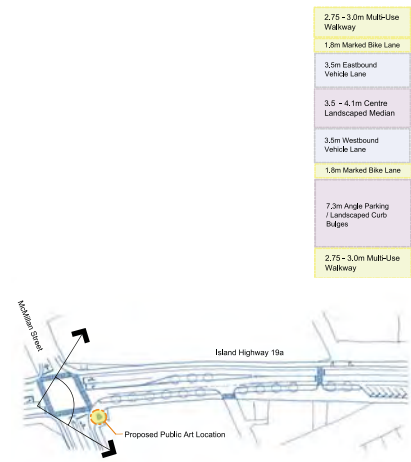 2.75 - 3.0m Multi-Use
Walkway
1.8m Marked Bike Lane
3.5m Eastbound
Vehicle Lane
3.5 - 4.1m Centre
Landscaped Median
3.5m Westbound
Vehicle Lane
1.8m Marked Bike Lane
7.3m Angle Parking
/ Landscaped Curb
Bulges
2.75 - 3.0m Multi-Use
Walkway
McMillan Street
Island Highway 19a
Proposed Public Art Location